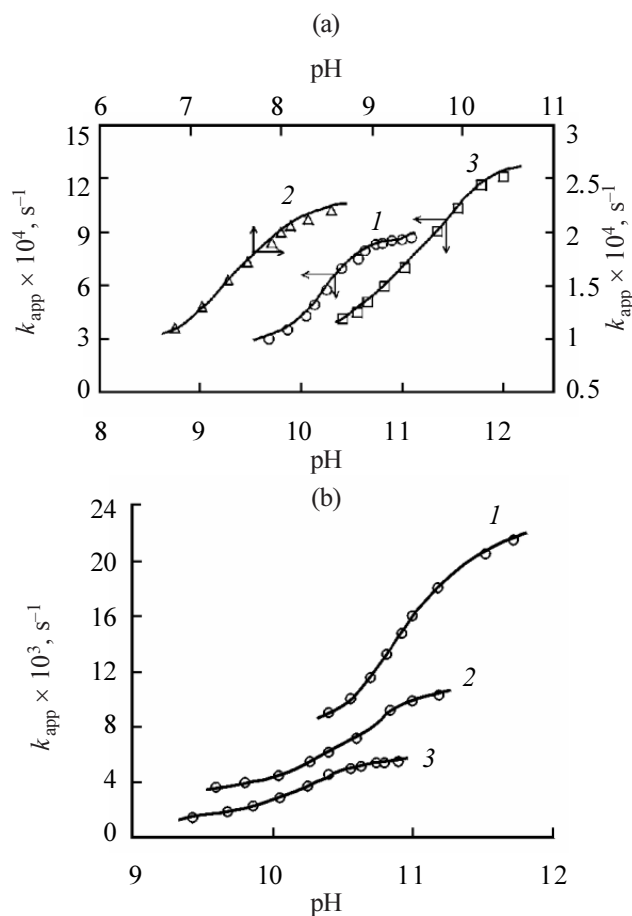 (a)
pH
6 7 8 9 10 11
15 3
12 2.5
9 2
6 1.5
3 1
0 0.5
k_app × 10^4, s^−1
k_app × 10^4, s^−1
2
1
3
8 9 10 11 12
pH
(b)
24
20
16
12
8
4
0
k_app × 10^3, s^−1
1
2
3
9 10 11 12
pH